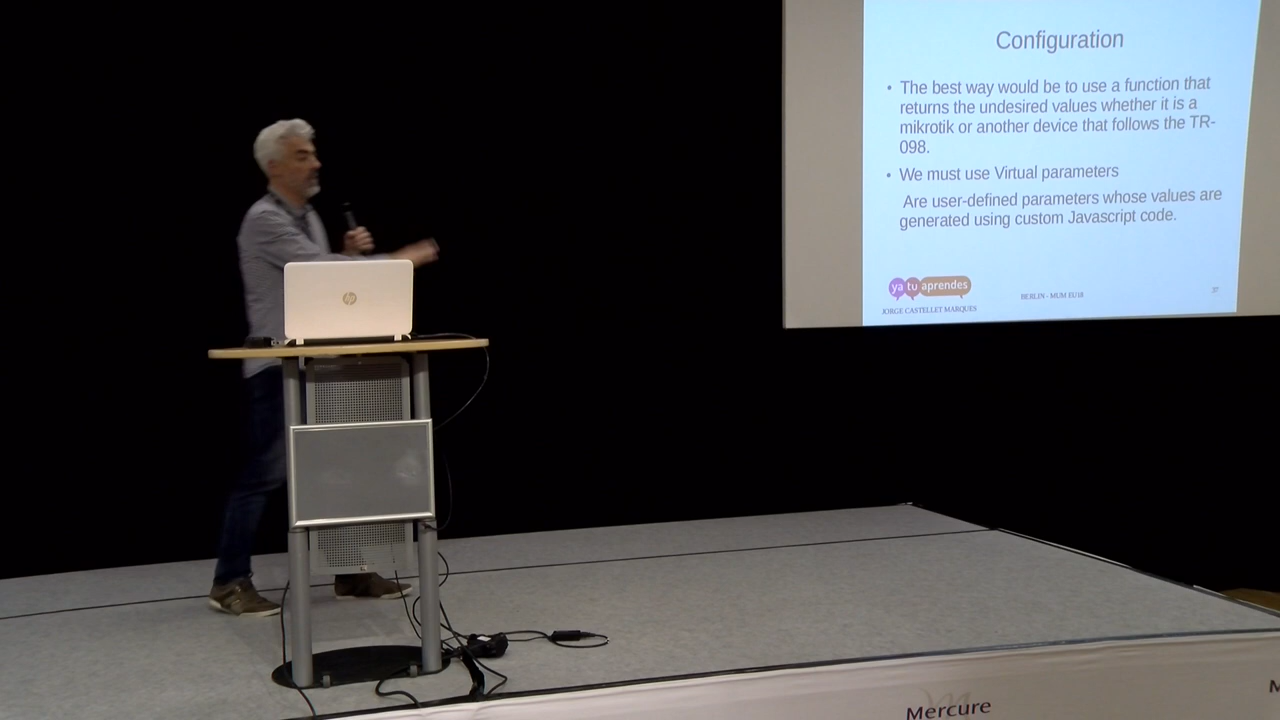 Configuration
• The best way would be to use a function that
returns the undesired values whether it is a
mikrotik or another device that follows the TR-
098.
• We must use Virtual parameters
Are user-defined parameters whose values are
generated using custom Javascript code.
ya tu aprendes
JORGE CASTELLET MARQUES
BERLIN - MUM EU18
37
hp
Mercure
M